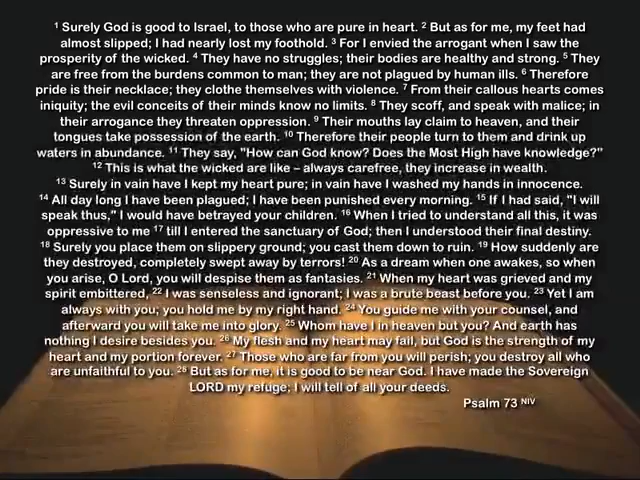 1 Surely God is good to Israel, to those who are pure in heart. 2 But as for me, my feet had
almost slipped; I had nearly lost my foothold. 3 For I envied the arrogant when I saw the
prosperity of the wicked. 4 They have no struggles; their bodies are healthy and strong. 5 They
are free from the burdens common to man; they are not plagued by human ills. 6 Therefore
pride is their necklace; they clothe themselves with violence. 7 From their callous hearts comes
iniquity; the evil conceits of their minds know no limits. 8 They scoff, and speak with malice; in
their arrogance they threaten oppression. 9 Their mouths lay claim to heaven, and their
tongues take possession of the earth. 10 Therefore their people turn to them and drink up
waters in abundance. 11 They say, "How can God know? Does the Most High have knowledge?"
12 This is what the wicked are like – always carefree, they increase in wealth.
13 Surely in vain have I kept my heart pure; in vain have I washed my hands in innocence.
14 All day long I have been plagued; I have been punished every morning. 15 If I had said, "I will
speak thus," I would have betrayed your children. 16 When I tried to understand all this, it was
oppressive to me 17 till I entered the sanctuary of God; then I understood their final destiny.
18 Surely you place them on slippery ground; you cast them down to ruin. 19 How suddenly are
they destroyed, completely swept away by terrors! 20 As a dream when one awakes, so when
you arise, O Lord, you will despise them as fantasies. 21 When my heart was grieved and my
spirit embittered, 22 I was senseless and ignorant; I was a brute beast before you. 23 Yet I am
always with you; you hold me by my right hand. 24 You guide me with your counsel, and
afterward you will take me into glory. 25 Whom have I in heaven but you? And earth has
nothing I desire besides you. 26 My flesh and my heart may fail, but God is the strength of my
heart and my portion forever. 27 Those who are far from you will perish; you destroy all who
are unfaithful to you. 28 But as for me, it is good to be near God. I have made the Sovereign
LORD my refuge; I will tell of all your deeds.
Psalm 73 NIV